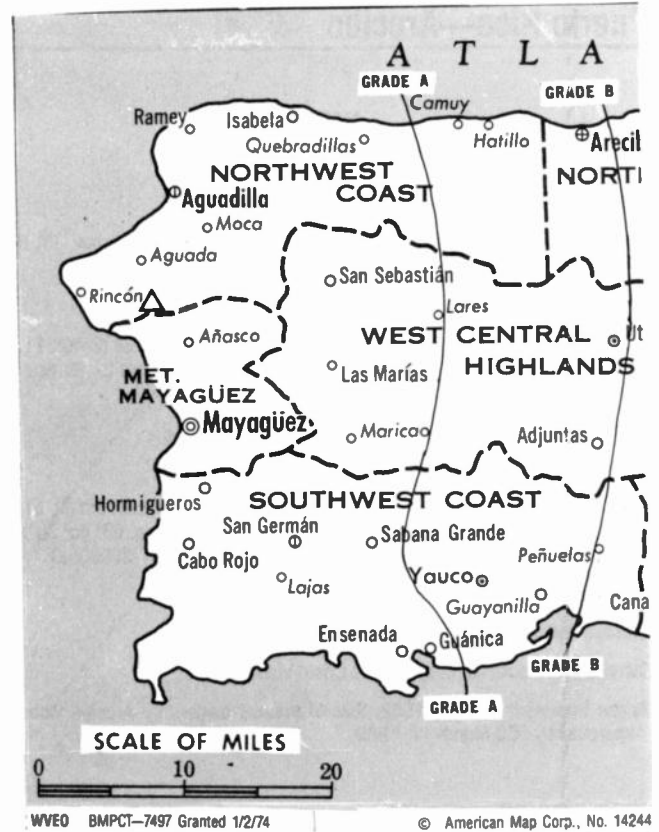 A T L A
GRADE A
GRADE B
Camuy
Ramey
Isabela
Quebradillas
Hatillo
Arecib
NORTHWEST
COAST
NORTH
Aguadilla
Moca
Aguada
San Sebastián
Rincón
Lares
Añasco
WEST CENTRAL
HIGHLANDS
Ut
MET.
MAYAGÜEZ
Las Marías
Mayagüez
Maricao
Adjuntas
Hormigueros
SOUTHWEST COAST
San Germán
Sabana Grande
Cabo Rojo
Peñuelas
Lajas
Yauco
Guayanilla
Cana
Ensenada
Guánica
GRADE B
GRADE A
SCALE OF MILES
0 10 20
WVEO BMPCT—7497 Granted 1/2/74
© American Map Corp., No. 14244